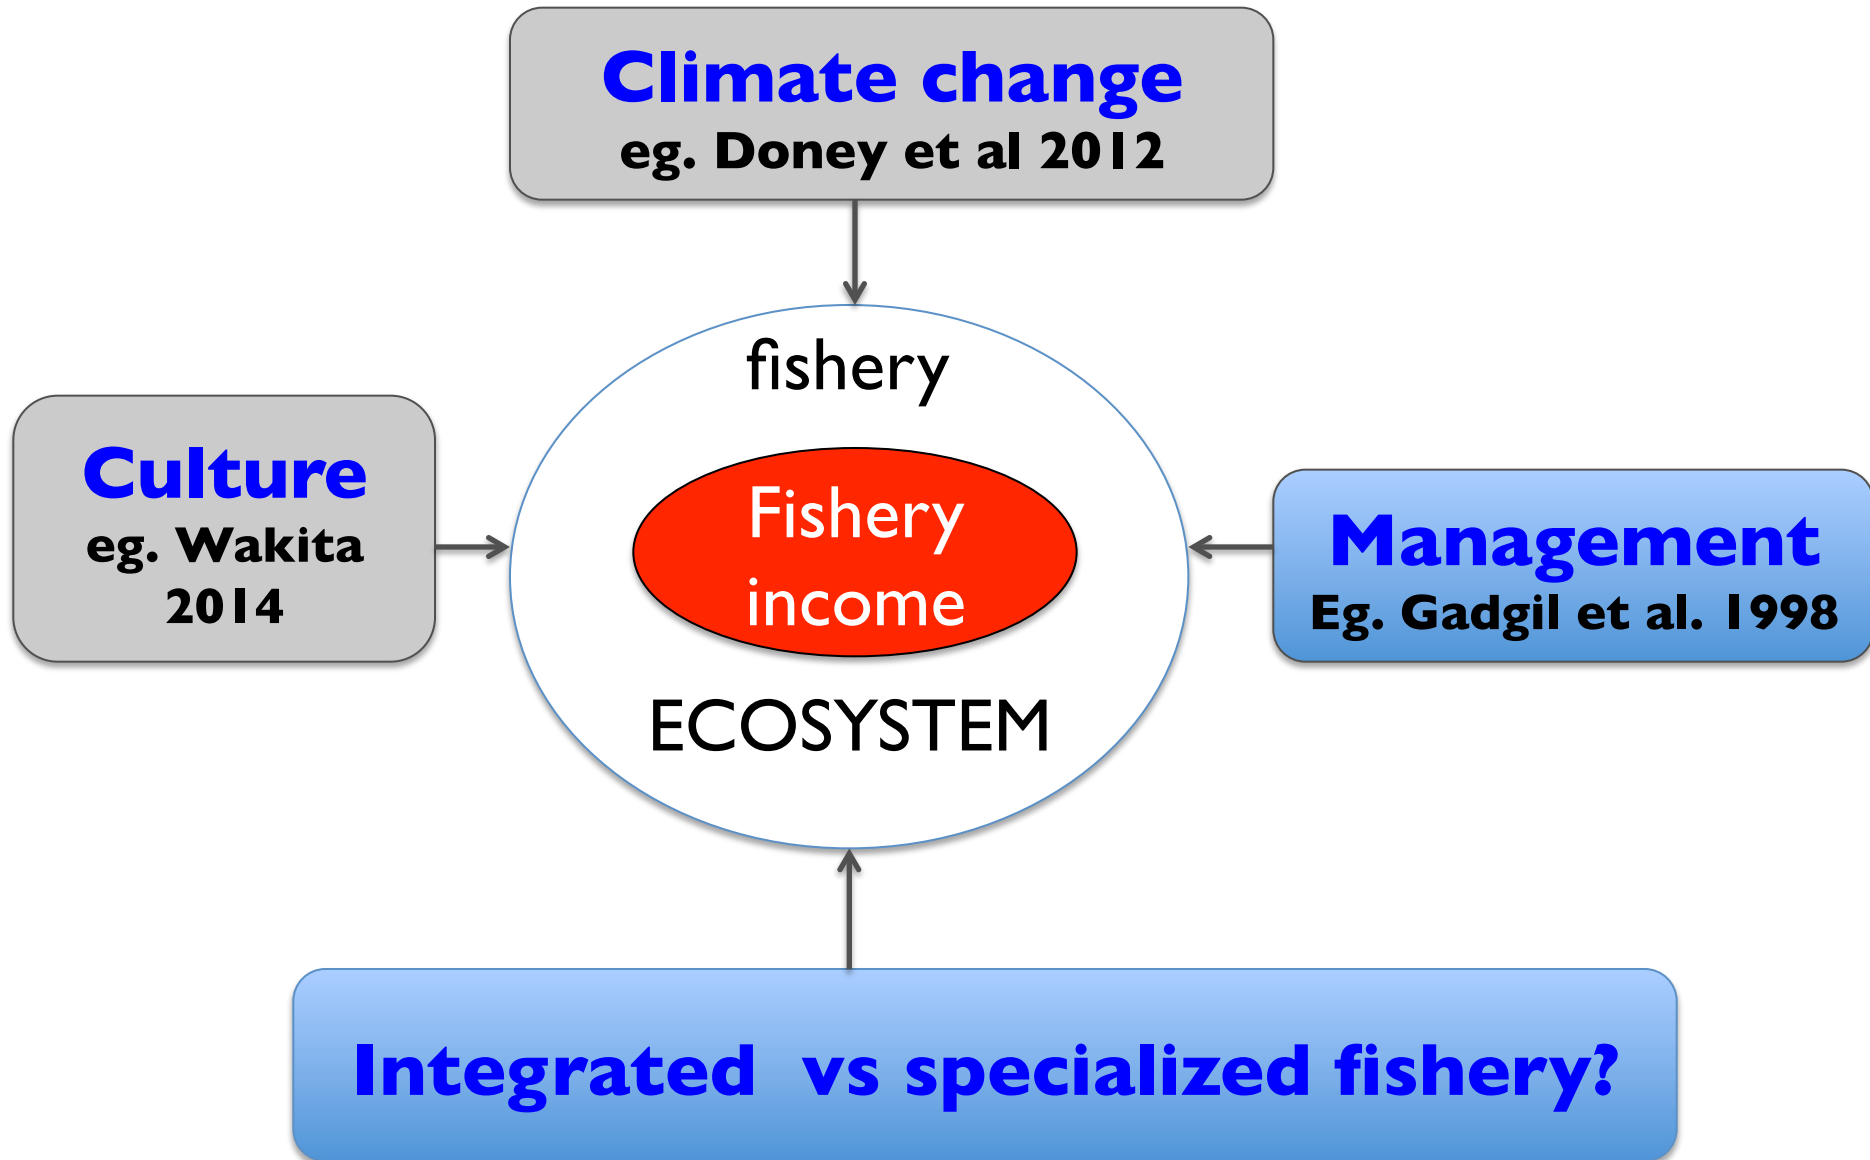 Climate change
eg. Doney et al 2012
fishery
Culture
eg. Wakita
2014
Fishery
income
Management
Eg. Gadgil et al. 1998
ECOSYSTEM
Integrated  vs specialized fishery?